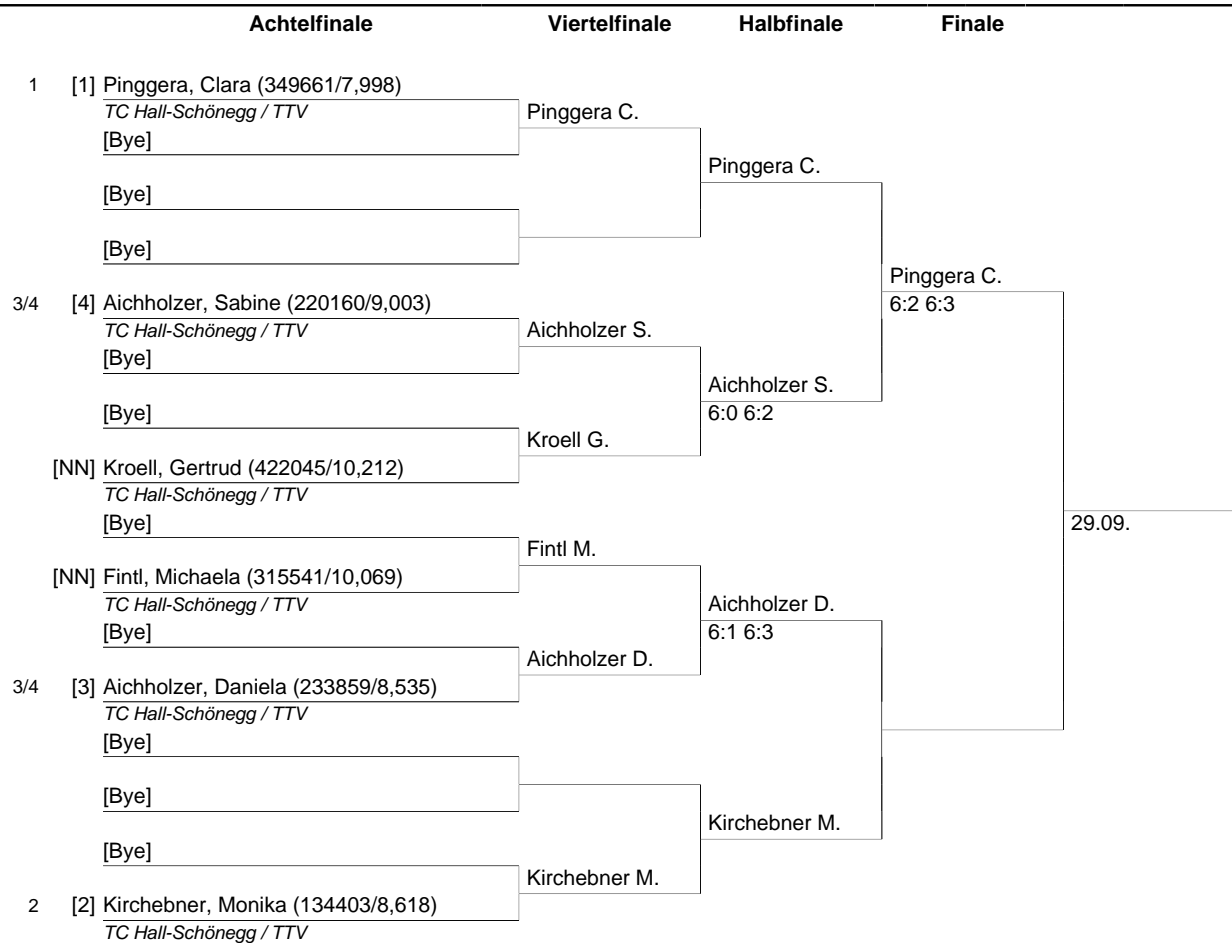 Achtelfinale Viertelfinale Halbfinale Finale
1 [1] Pinggera, Clara (349661/7,998)
TC Hall-Schönegg / TTV
Pinggera C.
[Bye]
Pinggera C.
[Bye]
[Bye]
Pinggera C.
3/4 [4] Aichholzer, Sabine (220160/9,003)
6:2 6:3
TC Hall-Schönegg / TTV
Aichholzer S.
[Bye]
Aichholzer S.
[Bye]
6:0 6:2
Kroell G.
[NN] Kroell, Gertrud (422045/10,212)
TC Hall-Schönegg / TTV
[Bye]
29.09.
Fintl M.
[NN] Fintl, Michaela (315541/10,069)
TC Hall-Schönegg / TTV
Aichholzer D.
[Bye]
6:1 6:3
Aichholzer D.
3/4 [3] Aichholzer, Daniela (233859/8,535)
TC Hall-Schönegg / TTV
[Bye]
[Bye]
Kirchebner M.
[Bye]
Kirchebner M.
2 [2] Kirchebner, Monika (134403/8,618)
TC Hall-Schönegg / TTV